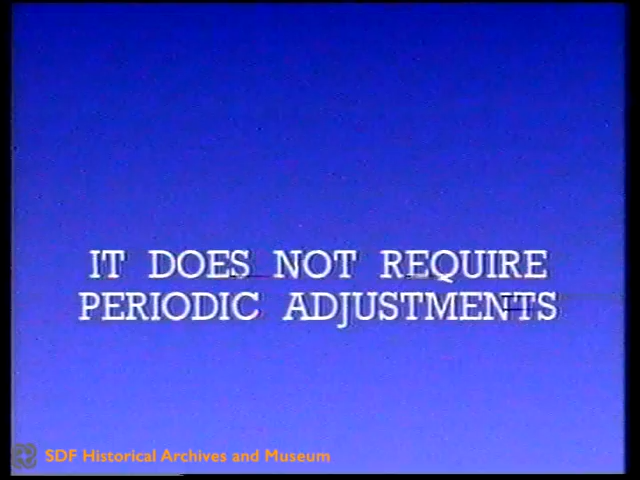 IT DOES NOT REQUIRE
PERIODIC ADJUSTMENTS
SDF Historical Archives and Museum